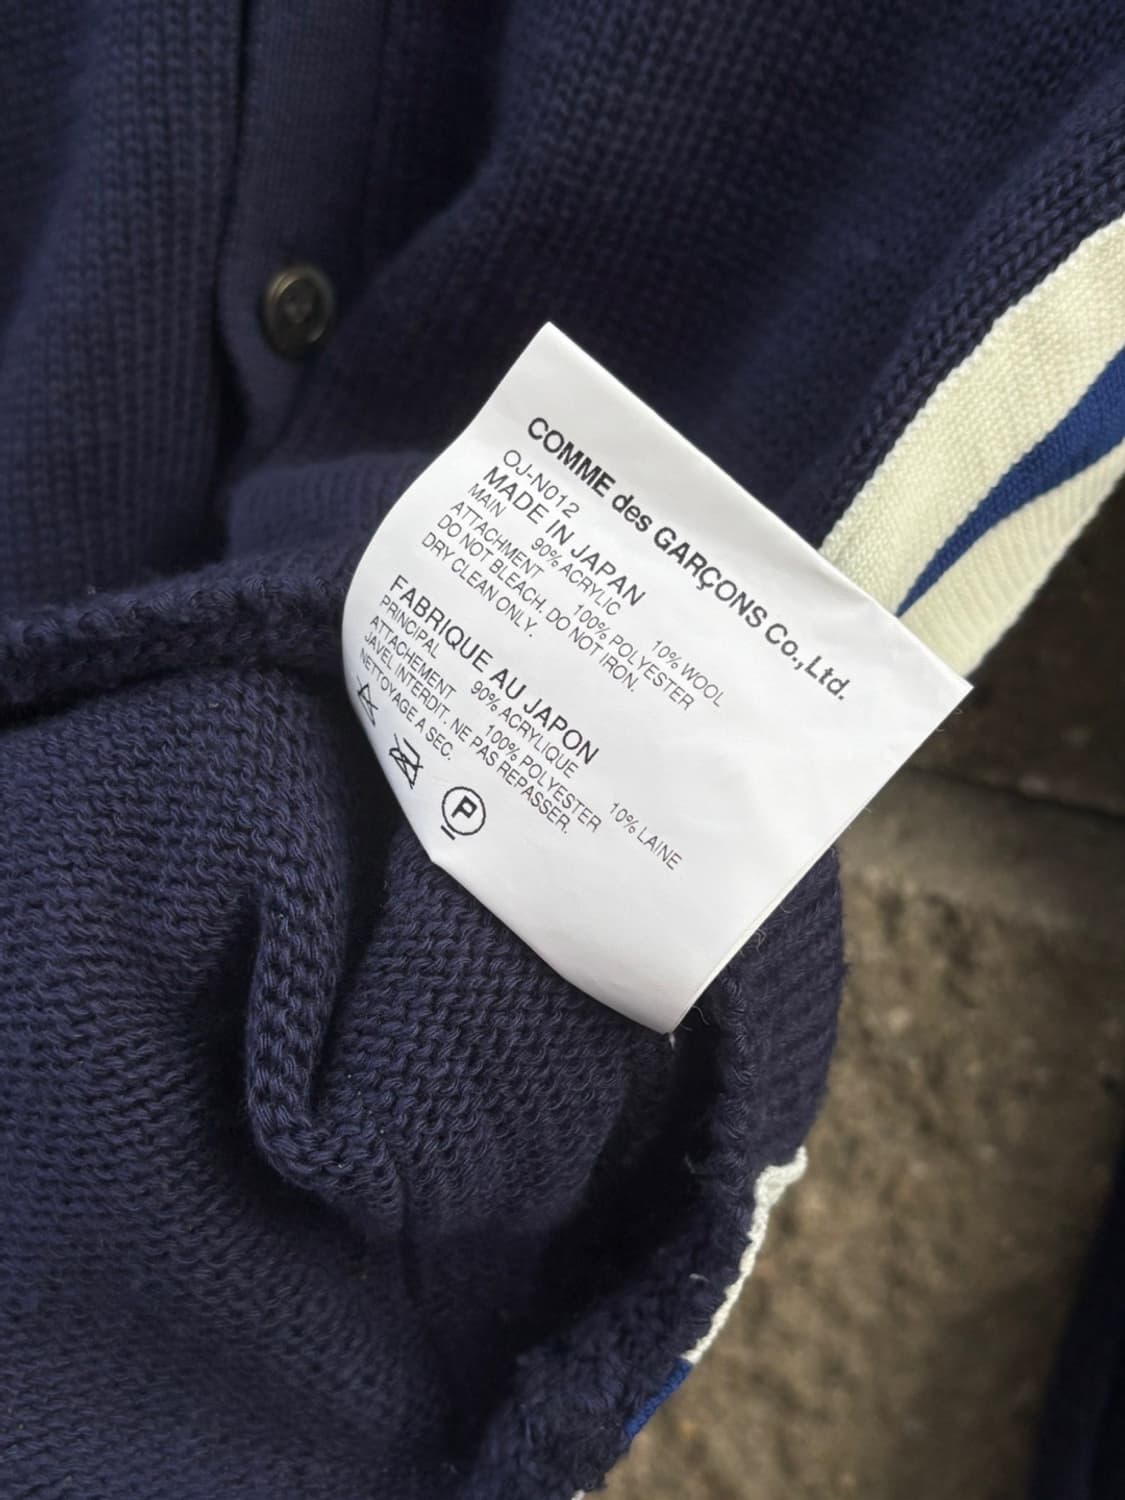 COMME des GARÇONS Co.,Ltd.
OJ-N012
MADE IN JAPAN
MAIN 90% ACRYLIC 10% WOOL
ATTACHMENT 100% POLYESTER
DO NOT BLEACH. DO NOT IRON.
DRY CLEAN ONLY.
FABRIQUE AU JAPON
PRINCIPAL 90% ACRYLIQUE 10% LAINE
ATTACHEMENT 100% POLYESTER
JAVEL INTERDIT. NE PAS REPASSER.
NETTOYAGE A SEC.
P